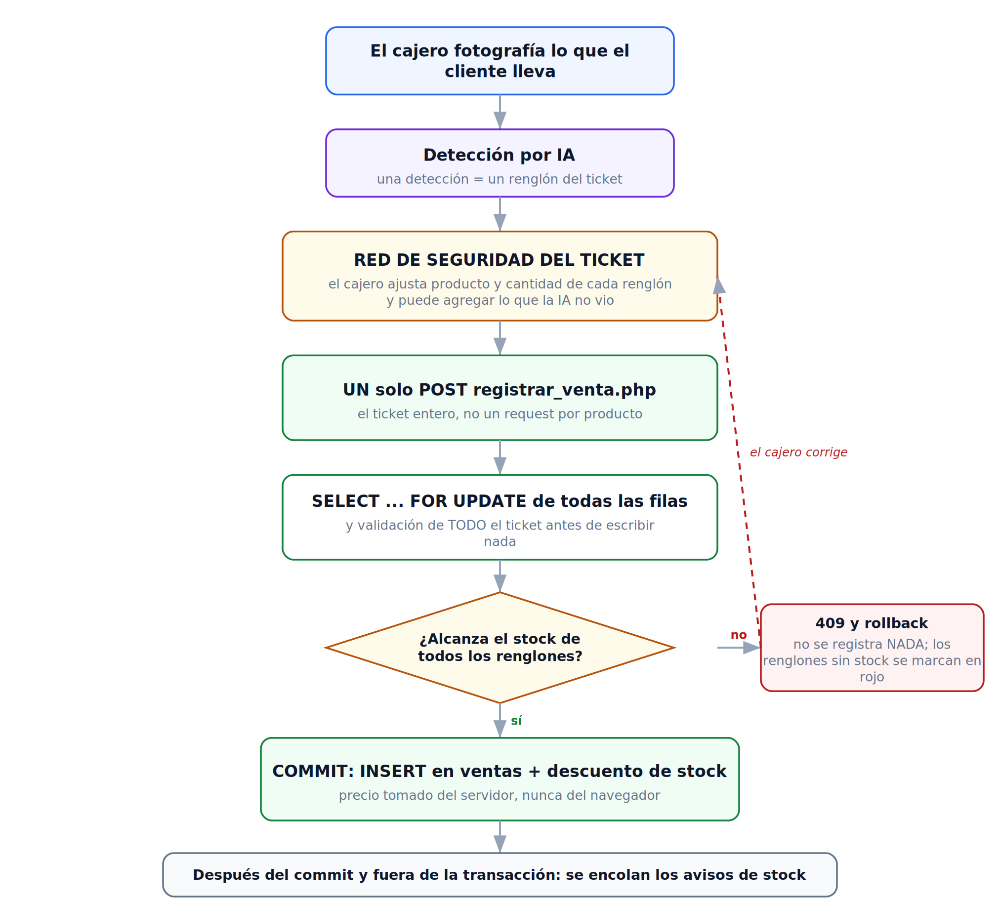 El cajero fotografía lo que el
cliente lleva
Detección por IA
una detección = un renglón del ticket
RED DE SEGURIDAD DEL TICKET
el cajero ajusta producto y cantidad de cada renglón
y puede agregar lo que la IA no vio
UN solo POST registrar_venta.php
el ticket entero, no un request por producto
el cajero corrige
SELECT ... FOR UPDATE de todas las filas
y validación de TODO el ticket antes de escribir
nada
¿Alcanza el stock de
todos los renglones?
no
409 y rollback
no se registra NADA; los
renglones sin stock se marcan en
rojo
sí
COMMIT: INSERT en ventas + descuento de stock
precio tomado del servidor, nunca del navegador
Después del commit y fuera de la transacción: se encolan los avisos de stock